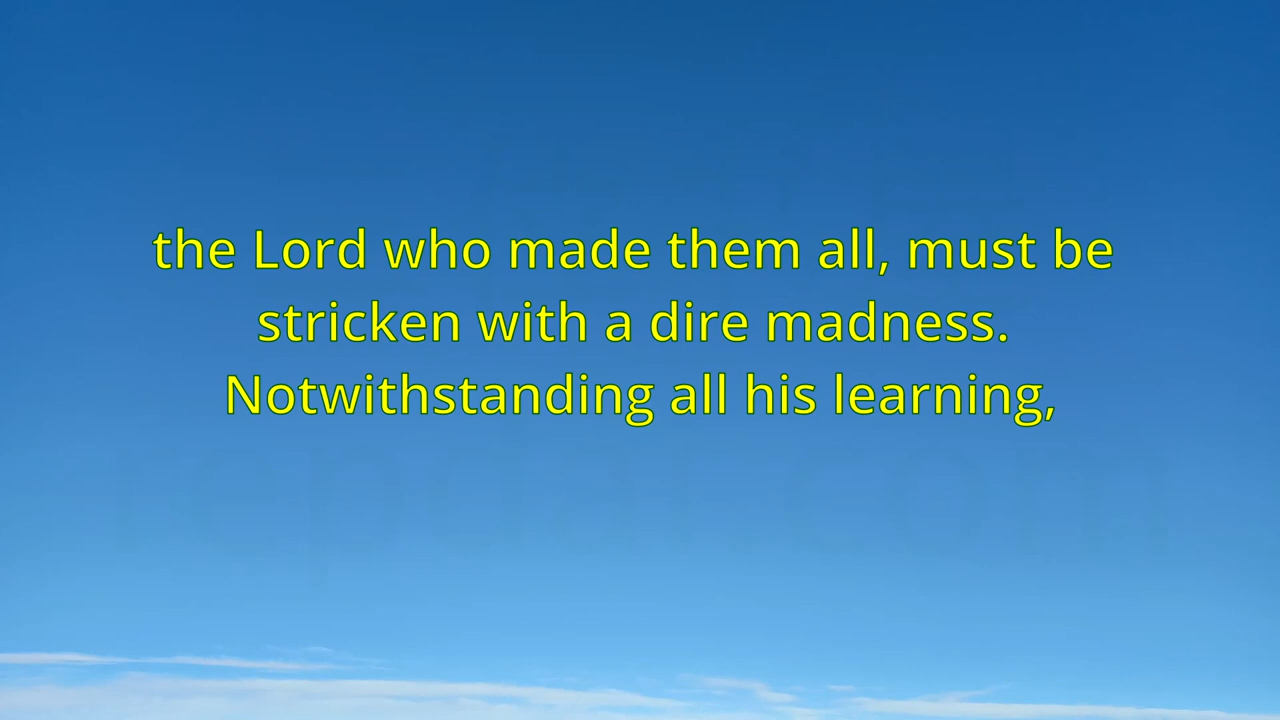 the Lord who made them all, must be
stricken with a dire madness.
Notwithstanding all his learning,